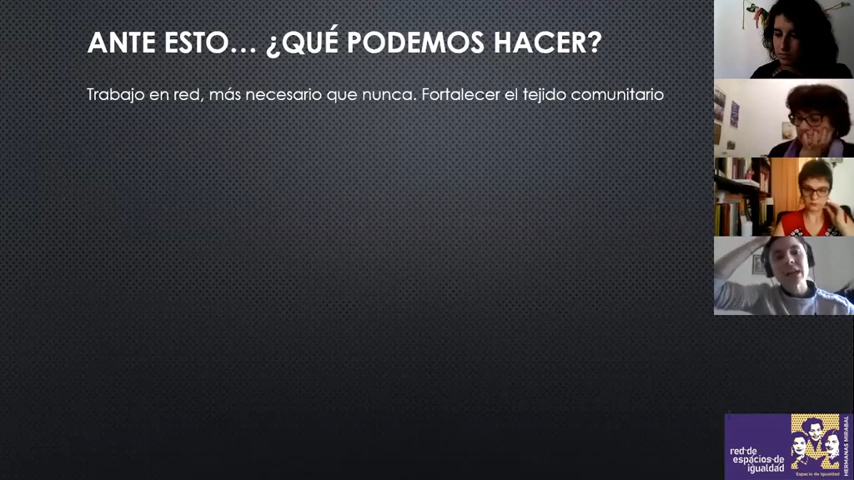 ANTE ESTO... ¿QUÉ PODEMOS HACER?
Trabajo en red, más necesario que nunca. Fortalecer el tejido comunitario
red de
espacios de
igualdad
Espacio de Igualdad
HERMANAS MIRABAL